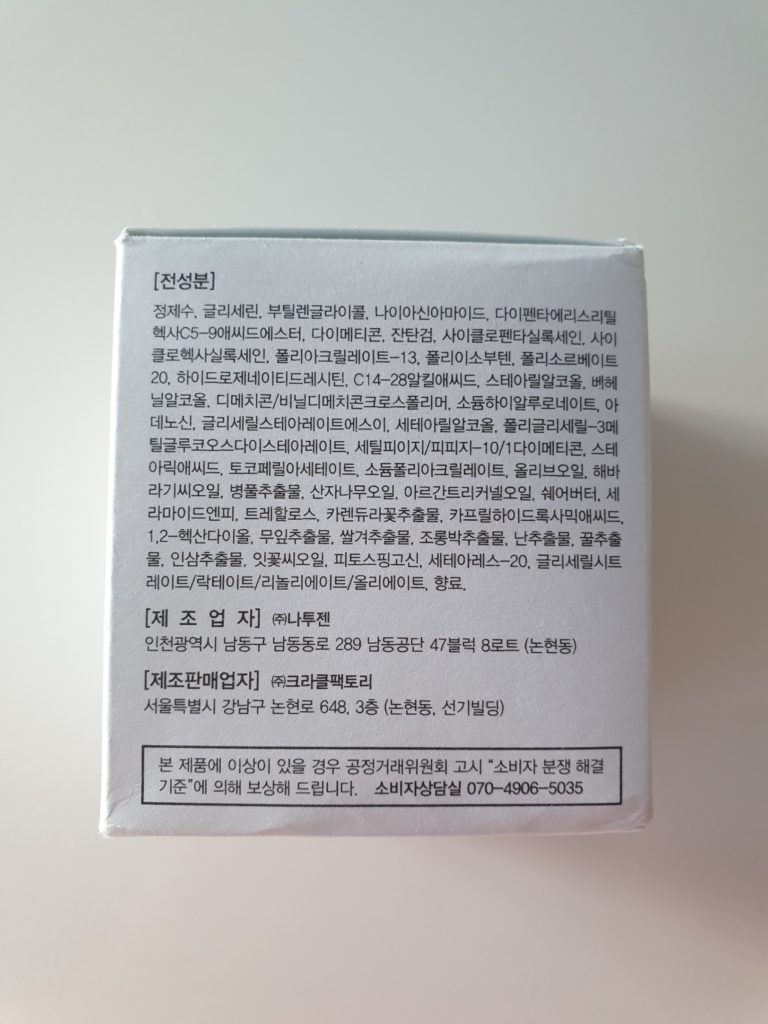 [전성분]
정제수, 글리세린, 부틸렌글라이콜, 나이아신아마이드, 다이펜타에리스리틸
헥사C5-9애씨드에스터, 다이메티콘, 잔탄검, 사이클로펜타실록세인, 사이
클로헥사실록세인, 폴리아크릴레이트-13, 폴리이소부텐, 폴리소르베이트
20, 하이드로제네이티드레시틴, C14-28알킬애씨드, 스테아릴알코올, 베헤
닐알코올, 디메치콘/비닐디메치콘크로스폴리머, 소듐하이알루로네이트, 아
데노신, 글리세릴스테아레이트에스이, 세테아릴알코올, 폴리글리세릴-3메
틸글루코오스다이스테아레이트, 세틸피이지/피피지-10/1다이메티콘, 스테
아릭애씨드, 토코페릴아세테이트, 소듐폴리아크릴레이트, 올리브오일, 해바
라기씨오일, 병풀추출물, 산자나무오일, 아르간트리커넬오일, 쉐어버터, 세
라마이드엔피, 트레할로스, 카렌듀라꽃추출물, 카프릴하이드록사믹애씨드,
1,2-헥산다이올, 무잎추출물, 쌀겨추출물, 조롱박추출물, 난추출물, 꿀추출
물, 인삼추출물, 잇꽃씨오일, 피토스핑고신, 세테아레스-20, 글리세릴시트
레이트/락테이트/리놀리에이트/올리에이트, 향료.
[제 조 업 자] ㈜나투젠
인천광역시 남동구 남동동로 289 남동공단 47블럭 8로트 (논현동)
[제조판매업자] ㈜크라클팩토리
서울특별시 강남구 논현로 648, 3층 (논현동, 선기빌딩)
본 제품에 이상이 있을 경우 공정거래위원회 고시 "소비자 분쟁 해결
기준"에 의해 보상해 드립니다. 소비자상담실 070-4906-5035